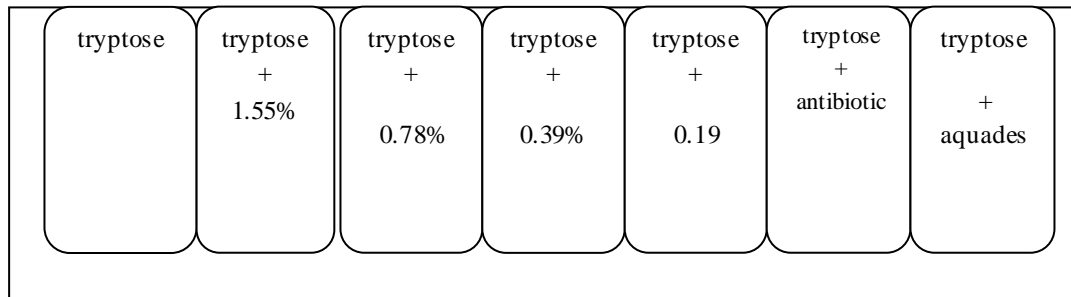 tryptose
tryptose
+
1.55%
tryptose
+
0.78%
tryptose
+
0.39%
tryptose
+
0.19
tryptose
+
antibiotic
tryptose
+
aquades